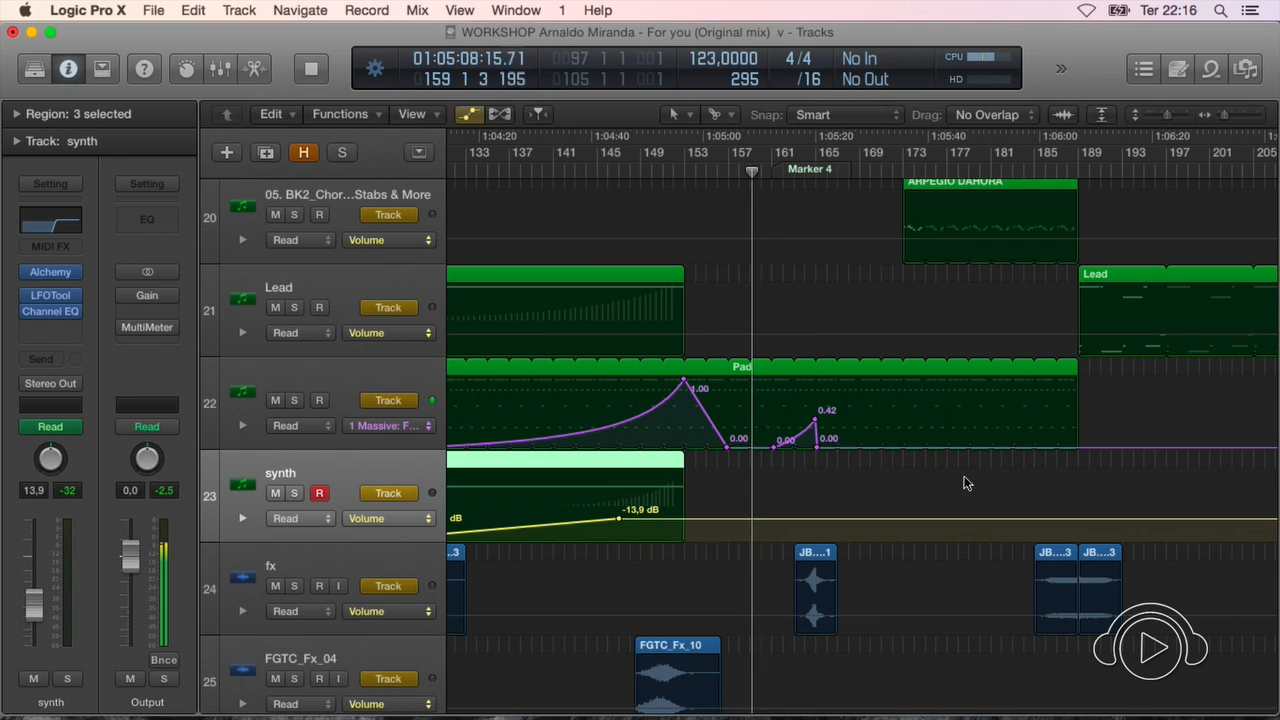 Logic Pro X File Edit Track Navigate Record Mix View Window 1 Help Ter 22:16
WORKSHOP Arnaldo Miranda - For you (Original mix) v - Tracks
01:05:08:15.71 0097 1 1 001 123,0000 4/4 No In CPU
159 1 3 195 0105 1 1 001 295 /16 No Out HD
Region: 3 selected Edit Functions View Snap: Smart Drag: No Overlap
Track: synth
1:04:20 1:04:40 1:05:00 1:05:20 1:05:40 1:06:00 1:06:20
H S 133 137 141 145 149 153 157 161 165 169 173 177 181 185 189 193 197 201 205
Marker 4
Setting Setting
EQ
MIDI FX
Alchemy
LFOTool Gain
Channel EQ
MultiMeter
Send
Stereo Out
Read Read
13,9 -32 0,0 -2,5
Bnce
M S M S
synth Output
20 05. BK2_Chor...Stabs & More
M S R Track
Read Volume
ARPEGIO DAHORA
21 Lead
M S R Track
Read Volume
Lead
22
M S R Track
Read 1 Massive: F...
Pad
1.00
0.00
0.00
0.42
0.00
23 synth
M S R Track
Read Volume
dB
-13,9 dB
24 fx
M S R I Track
Read Volume
..3 JB....1 JB....3 JB....3
25 FGTC_Fx_04
M S R I Track
Read Volume
FGTC_Fx_10